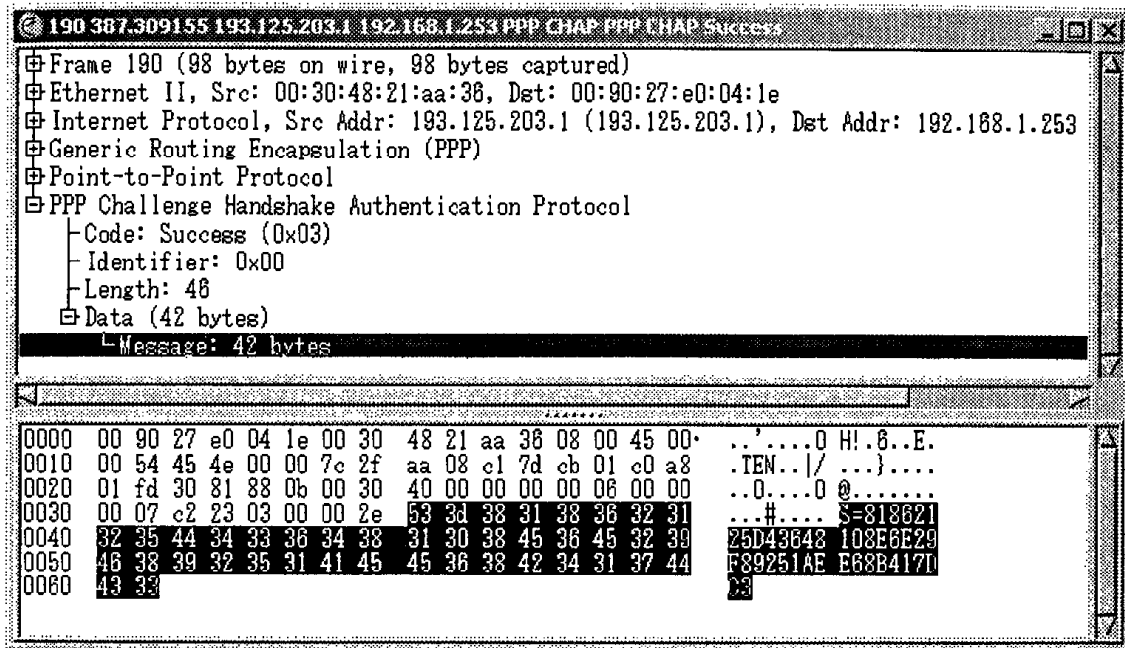 190 387.309155 193.125.203.1 192.168.1.253 PPP CHAP PPP CHAP Success
Frame 190 (98 bytes on wire, 98 bytes captured)
Ethernet II, Src: 00:30:48:21:aa:36, Dst: 00:90:27:e0:04:1e
Internet Protocol, Src Addr: 193.125.203.1 (193.125.203.1), Dst Addr: 192.168.1.253
Generic Routing Encapsulation (PPP)
Point-to-Point Protocol
PPP Challenge Handshake Authentication Protocol
Code: Success (0x03)
Identifier: 0x00
Length: 46
Data (42 bytes)
Message: 42 bytes
0000 00 90 27 e0 04 1e 00 30 48 21 aa 36 08 00 45 00 ..'....0 H!.6..E.
0010 00 54 45 4e 00 00 7c 2f aa 08 c1 7d cb 01 c0 a8 .TEN..|/ ...}....
0020 01 fd 30 81 88 0b 00 30 40 00 00 00 00 06 00 00 ..0....0 @.......
0030 00 07 c2 23 03 00 00 2e 53 3d 38 31 38 36 32 31 ...#.... S=818621
0040 32 35 44 34 33 36 34 38 31 30 38 45 36 45 32 39 25D43648 108E6E29
0050 46 38 39 32 35 31 41 45 45 36 38 42 34 31 37 44 F89251AE E68B417D
0060 43 33 C3